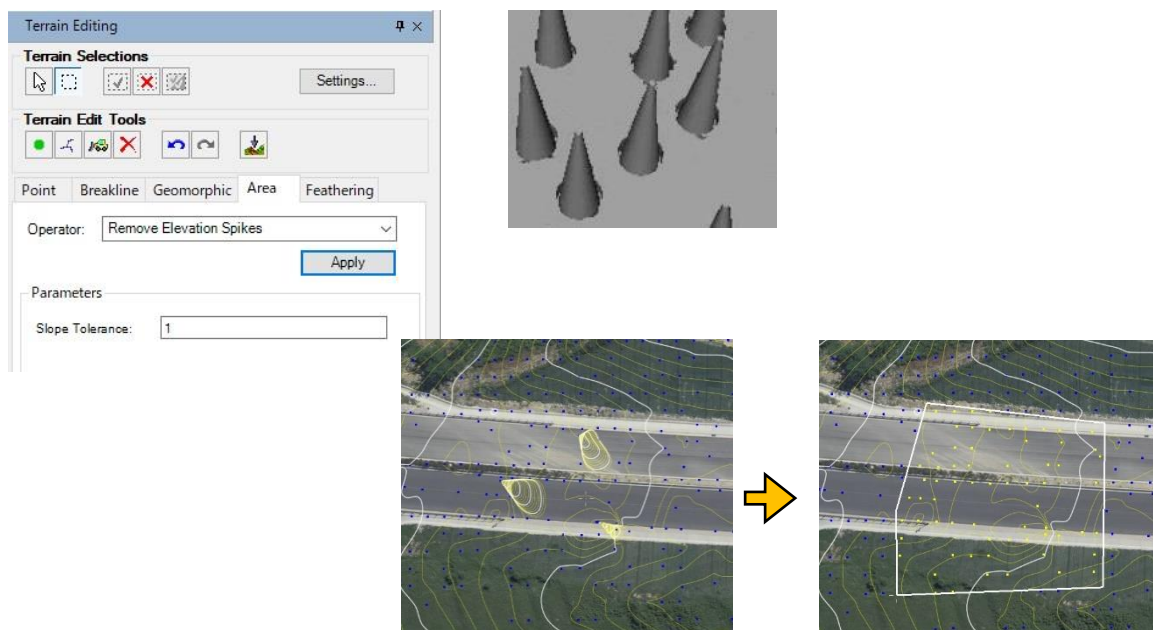 Terrain Editing
Terrain Selections
Settings...
Terrain Edit Tools
Point Breakline Geomorphic Area Feathering
Operator: Remove Elevation Spikes
Apply
Parameters
Slope Tolerance: 1